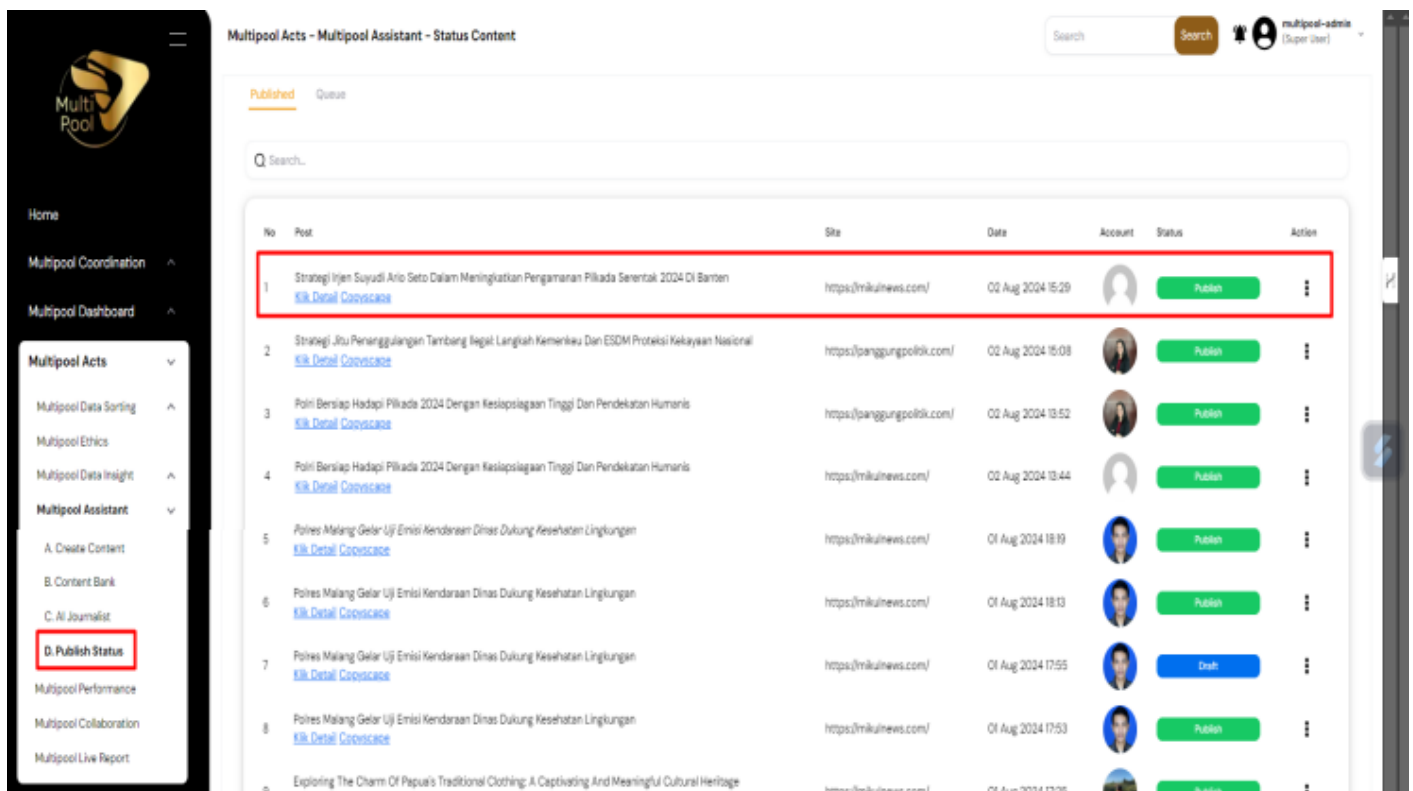 Multipool Acts - Multipool Assistant - Status Content
Search
Search
multipool-admin
(Super User)
Multi
Pool
Published Queue
Search...
Home
Multipool Coordination
Multipool Dashboard
Multipool Acts
Multipool Data Sorting
Multipool Ethics
Multipool Data Insight
Multipool Assistant
A. Create Content
B. Content Bank
C. AI Journalist
D. Publish Status
Multipool Performance
Multipool Collaboration
Multipool Live Report
No Post Site Date Account Status Action
1 Strategi Irjen Suyudi Ario Seto Dalam Meningkatkan Pengamanan Pilkada Serentak 2024 Di Banten https://mikulnews.com/ 02 Aug 2024 15:29 Publish
Klik Detail Copyscape
2 Strategi Jitu Penanggulangan Tambang Ilegal: Langkah Kemenkeu Dan ESDM Proteksi Kekayaan Nasional https://panggungpolitik.com/ 02 Aug 2024 15:08 Publish
Klik Detail Copyscape
3 Polri Bersiap Hadapi Pilkada 2024 Dengan Kesiapsiagaan Tinggi Dan Pendekatan Humanis https://panggungpolitik.com/ 02 Aug 2024 13:52 Publish
Klik Detail Copyscape
4 Polri Bersiap Hadapi Pilkada 2024 Dengan Kesiapsiagaan Tinggi Dan Pendekatan Humanis https://mikulnews.com/ 02 Aug 2024 13:44 Publish
Klik Detail Copyscape
5 Polres Malang Gelar Uji Emisi Kendaraan Dinas Dukung Kesehatan Lingkungan https://mikulnews.com/ 01 Aug 2024 18:19 Publish
Klik Detail Copyscape
6 Polres Malang Gelar Uji Emisi Kendaraan Dinas Dukung Kesehatan Lingkungan https://mikulnews.com/ 01 Aug 2024 18:13 Publish
Klik Detail Copyscape
7 Polres Malang Gelar Uji Emisi Kendaraan Dinas Dukung Kesehatan Lingkungan https://mikulnews.com/ 01 Aug 2024 17:55 Draft
Klik Detail Copyscape
8 Polres Malang Gelar Uji Emisi Kendaraan Dinas Dukung Kesehatan Lingkungan https://mikulnews.com/ 01 Aug 2024 17:53 Publish
Klik Detail Copyscape
Exploring The Charm Of Papua's Traditional Clothing: A Captivating And Meaningful Cultural Heritage